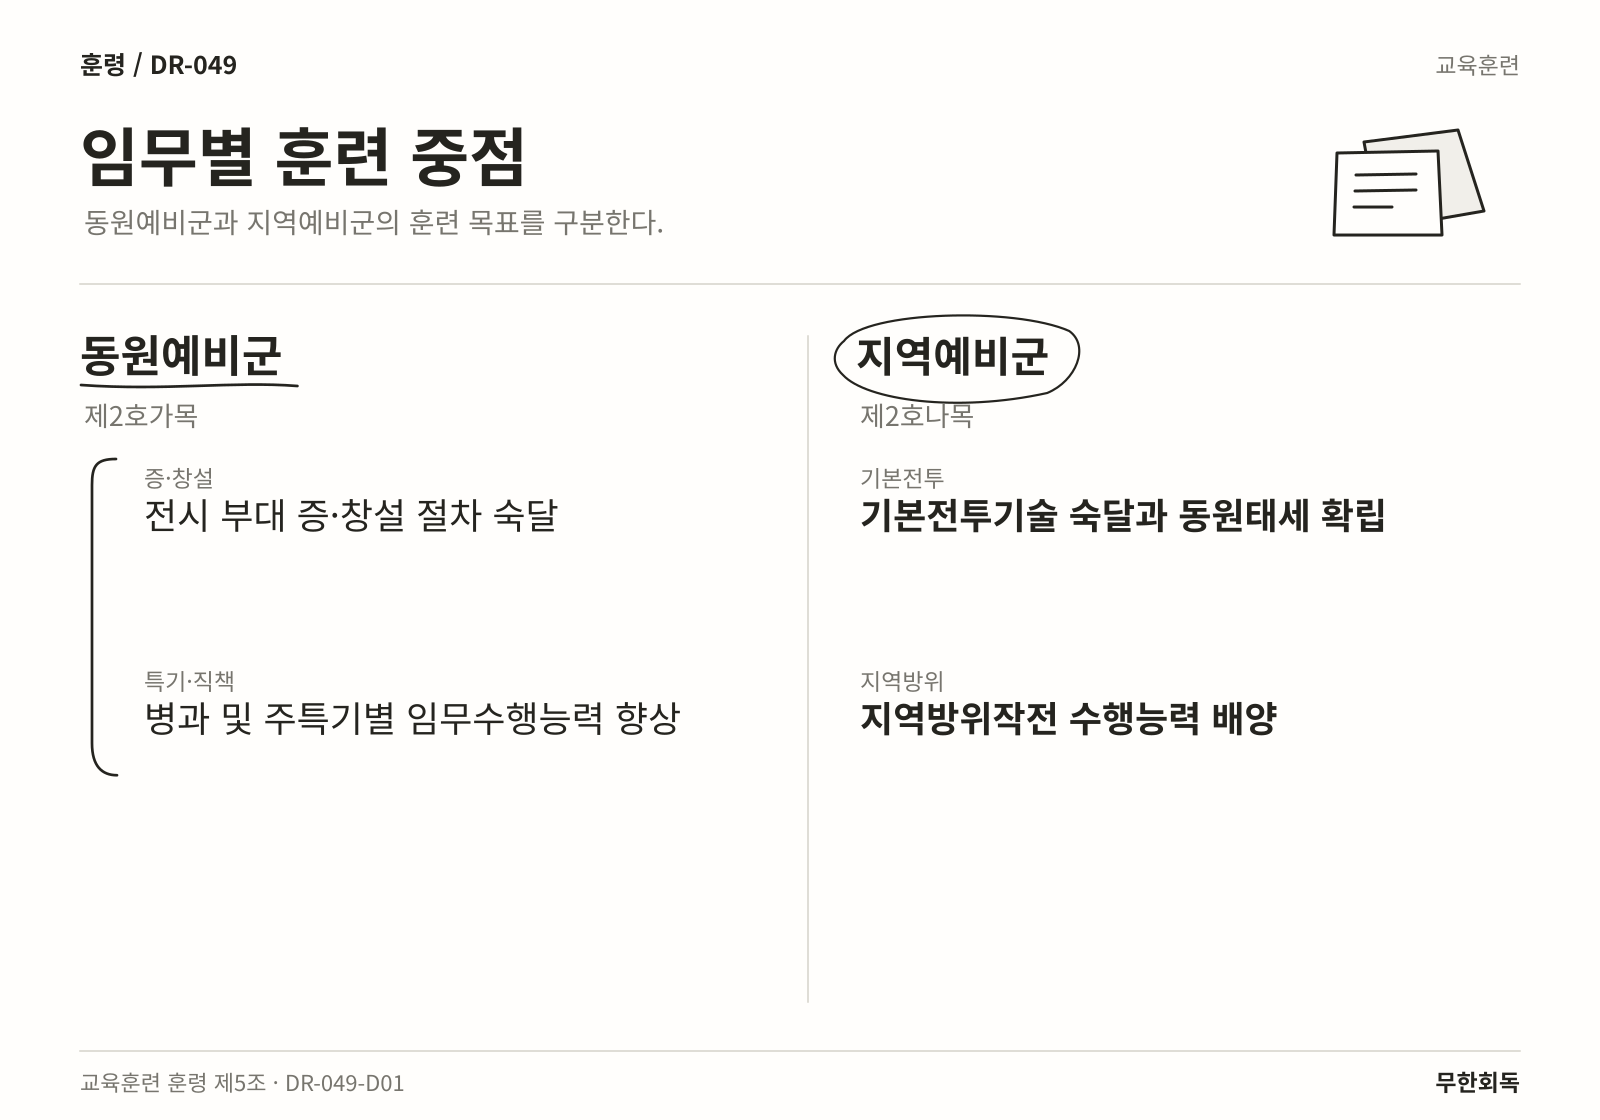 훈령 / DR-049
교육훈련
임무별 훈련 중점
동원예비군과 지역예비군의 훈련 목표를 구분한다.
동원예비군
제2호가목
증·창설
전시 부대 증·창설 절차 숙달
특기·직책
병과 및 주특기별 임무수행능력 향상
지역예비군
제2호나목
기본전투
기본전투기술 숙달과 동원태세 확립
지역방위
지역방위작전 수행능력 배양
교육훈련 훈령 제5조 · DR-049-D01
무한회독